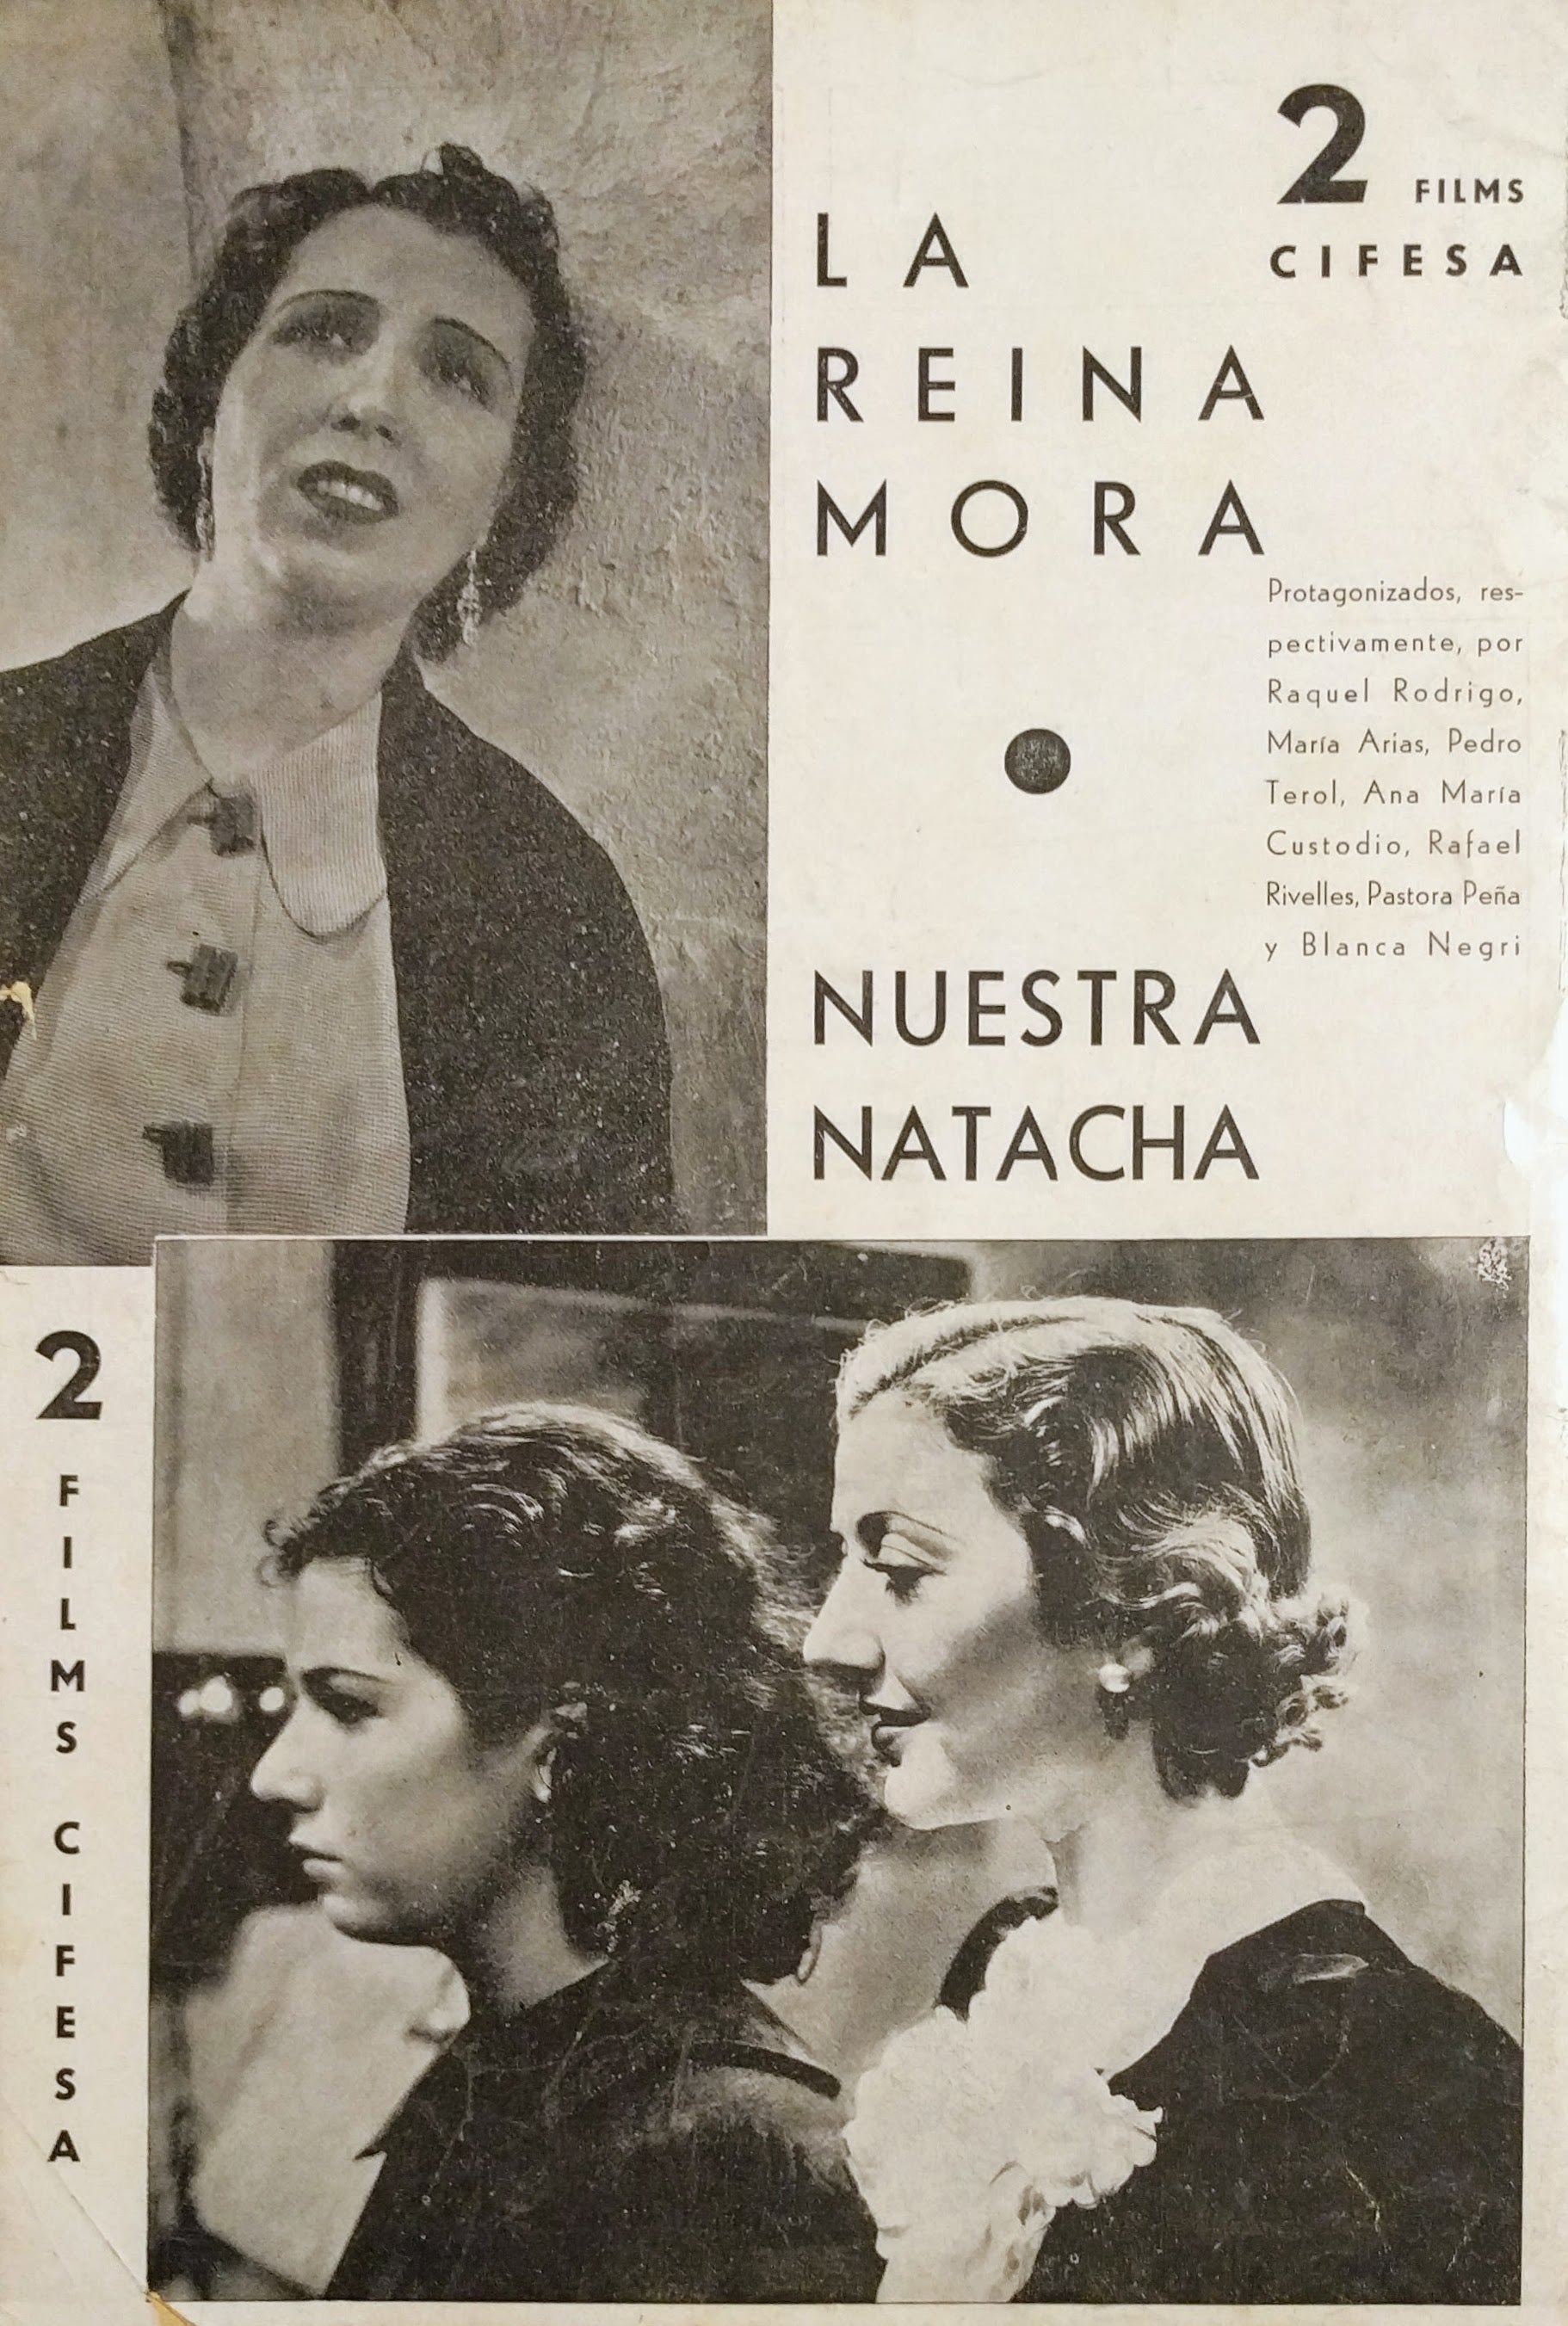 2 FILMS
CIFESA
LA
REINA
MORA
Protagonizados, res-
pectivamente, por
Raquel Rodrigo,
María Arias, Pedro
Terol, Ana María
Custodio, Rafael
Rivelles, Pastora Peña
y Blanca Negri
NUESTRA
NATACHA
2
FILMS
CIFESA